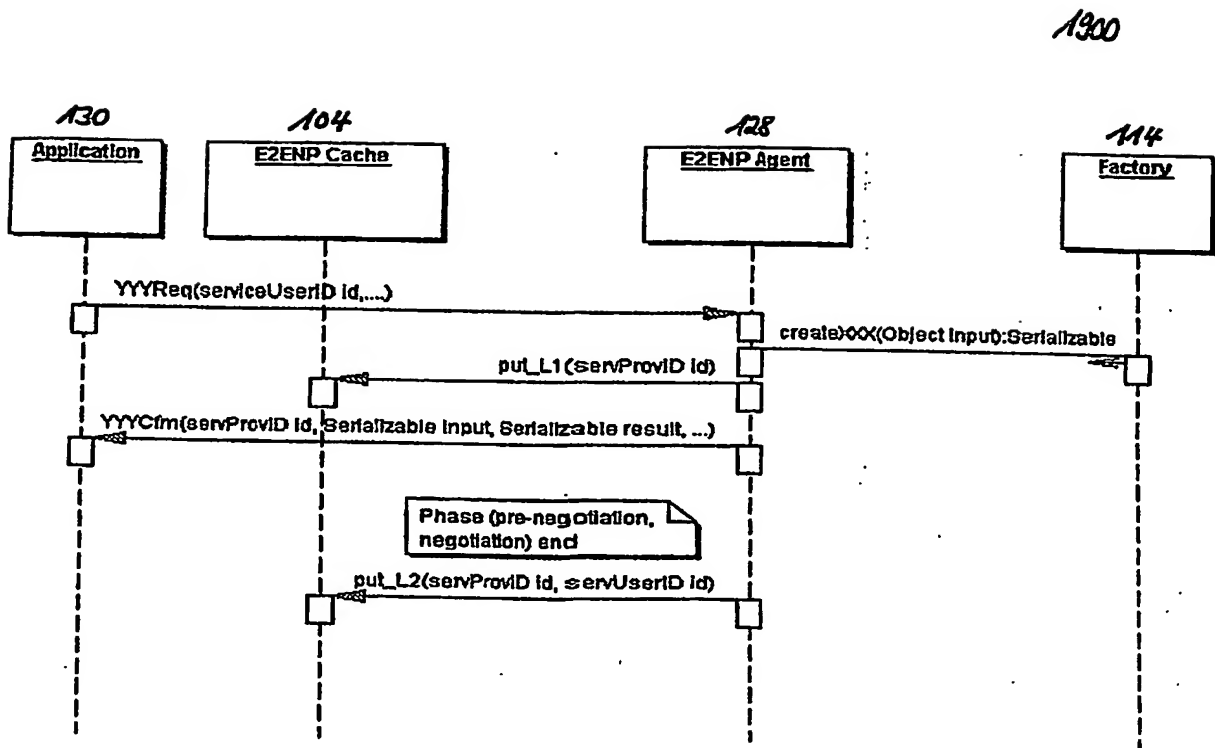 1900
130
104
128
114
Application
E2ENP Cache
E2ENP Agent
Factory
YYYReq(serviceUserID id,....)
createXXX(Object Input):Serializable
put_L1(servProvID id)
YYYCfm(servProvID id, Serializable Input, Serializable result, ...)
Phase (pre-negotiation,
negotiation) end
put_L2(servProvID id, servUserID id)